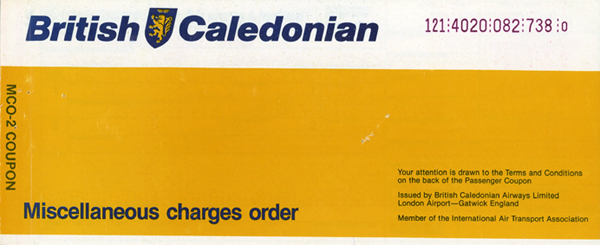 British Caledonian
121:4020:082:738:0
MCO-2 COUPON
Your attention is drawn to the Terms and Conditions
on the back of the Passenger Coupon
Issued by British Caledonian Airways Limited
London Airport—Gatwick England
Member of the International Air Transport Association
Miscellaneous charges order